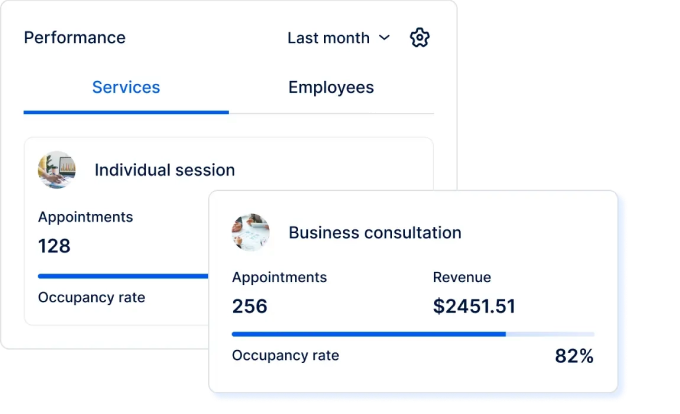 Performance
Last month
Services
Employees
Individual session
Appointments
128
Occupancy rate
Business consultation
Appointments
Revenue
256
$2451.51
Occupancy rate
82%